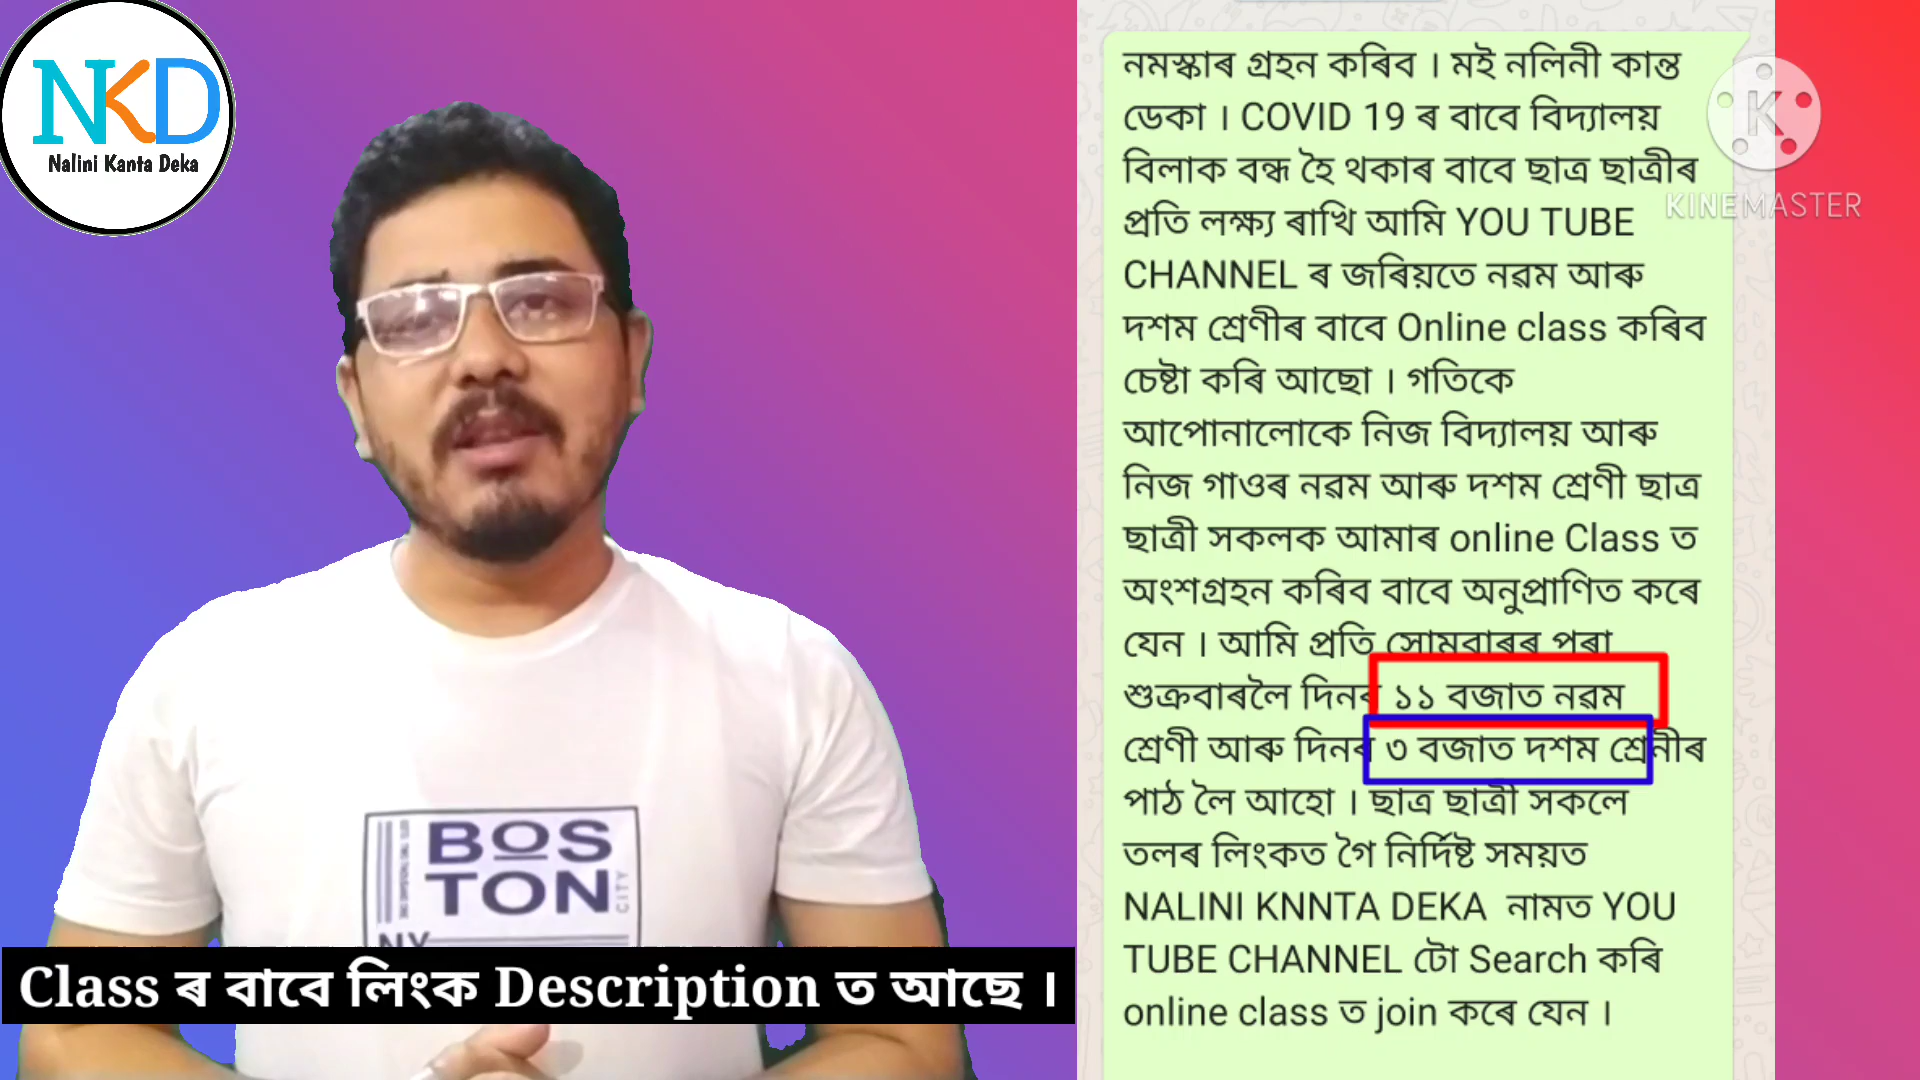 NKD
Nalini Kanta Deka
নমস্কাৰ গ্ৰহন কৰিব । মই নলিনী কান্ত
ডেকা । COVID 19 ৰ বাবে বিদ্যালয়
বিলাক বন্ধ হৈ থকাৰ বাবে ছাত্ৰ ছাত্ৰীৰ
প্ৰতি লক্ষ্য ৰাখি আমি YOU TUBE
CHANNEL ৰ জৰিয়তে নৱম আৰু
দশম শ্ৰেণীৰ বাবে Online class কৰিব
চেষ্টা কৰি আছো । গতিকে
আপোনালোকে নিজ বিদ্যালয় আৰু
নিজ গাওৰ নৱম আৰু দশম শ্ৰেণী ছাত্ৰ
ছাত্ৰী সকলক আমাৰ online Class ত
অংশগ্ৰহন কৰিব বাবে অনুপ্ৰাণিত কৰে
যেন । আমি প্ৰতি সোমবাৰৰ পৰা
শুক্ৰবাৰলৈ দিনৰ ১১ বজাত নৱম
শ্ৰেণী আৰু দিনৰ ৩ বজাত দশম শ্ৰেনীৰ
পাঠ লৈ আহো । ছাত্ৰ ছাত্ৰী সকলে
তলৰ লিংকত গৈ নিৰ্দিষ্ট সময়ত
NALINI KNNTA DEKA নামত YOU
TUBE CHANNEL টো Search কৰি
online class ত join কৰে যেন ।
K
KINEMASTER
BOS
TON
CITY
NY
Class ৰ বাবে লিংক Description ত আছে ।